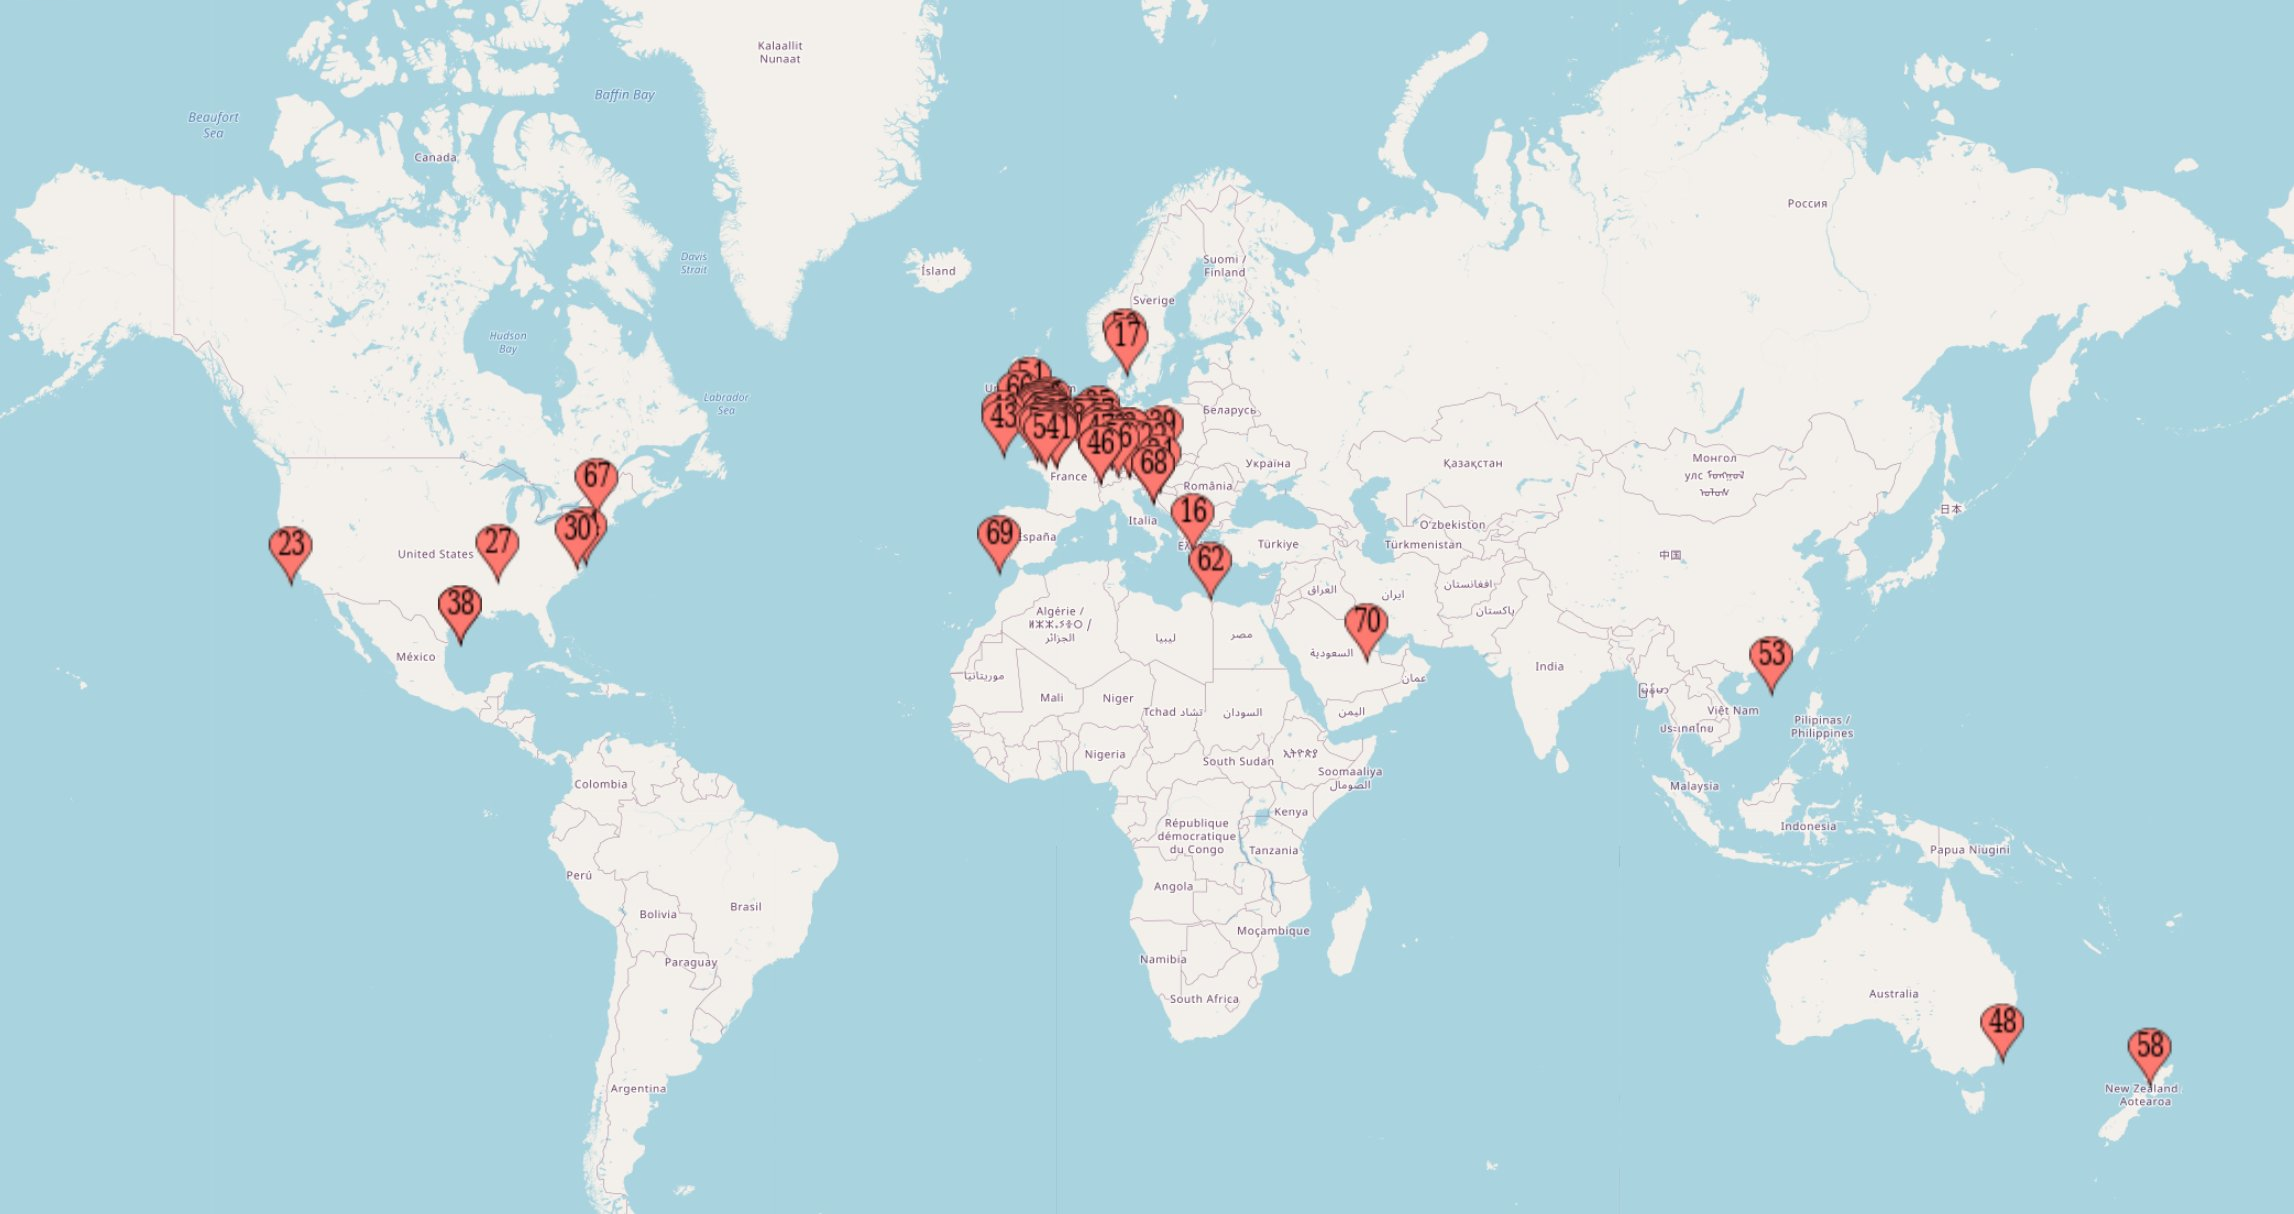 Kalaallit
Nunaat
Baffin Bay
Beaufort
Sea
Canada
Россия
Davis
Strait
Ísland
Suomi /
Finland
Sverige
Hudson
Bay
17
51
Labrador
Sea
43
541
46
39
68
Беларусь
Україна
Қазақстан
Монгол
улс
France
România
67
23
27
30
38
United States
69
España
Italia
16
62
Türkiye
O'zbekiston
Türkmenistan
中国
日本
افغانستان
العراق
ایران
پاکستان
Algérie /
ⵍⵣⵣⴰⵢⴻⵔ /
الجزائر
ليبيا
مصر
70
السعودية
53
México
India
موريتانيا
عمان
Mali
Niger
Tchad تشاد
السودان
اليمن
Việt Nam
ประเทศไทย
Pilipinas /
Philippines
Nigeria
South Sudan
ኢትዮጵያ
Soomaaliya
الصومال
Colombia
Malaysia
Kenya
République
démocratique
du Congo
Tanzania
Indonesia
Papua Niugini
Perú
Angola
Brasil
Bolivia
Moçambique
Paraguay
Namibia
South Africa
Australia
48
58
Argentina
New Zealand
Aotearoa